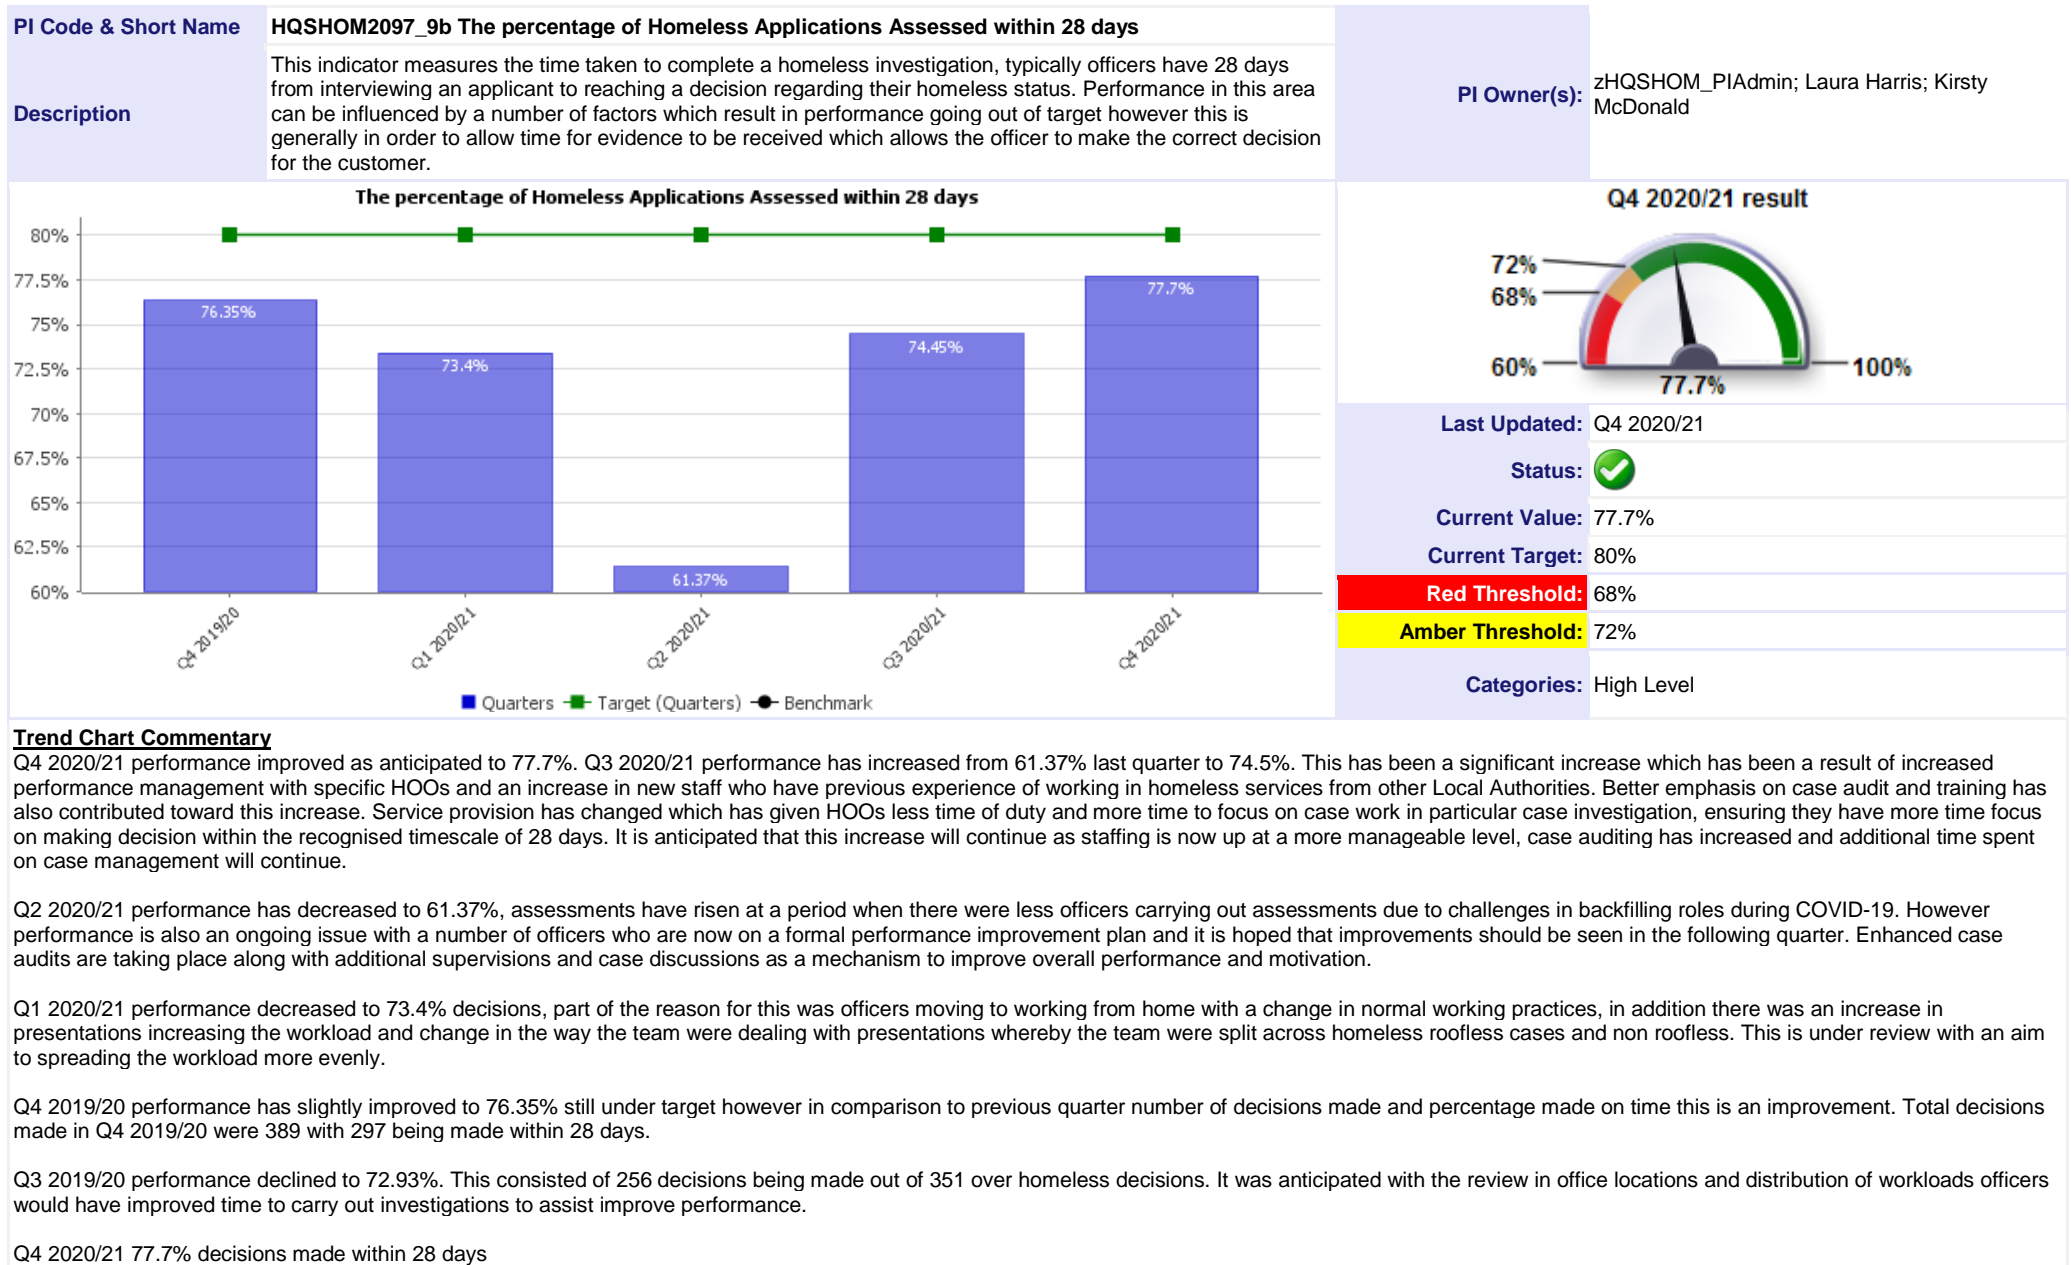 PI Code & Short Name
HQSHOM2097_9b The percentage of Homeless Applications Assessed within 28 days
Description
This indicator measures the time taken to complete a homeless investigation, typically officers have 28 days
from interviewing an applicant to reaching a decision regarding their homeless status. Performance in this area
can be influenced by a number of factors which result in performance going out of target however this is
generally in order to allow time for evidence to be received which allows the officer to make the correct decision
for the customer.
PI Owner(s):
zHQSHOM_PIAdmin; Laura Harris; Kirsty
McDonald
The percentage of Homeless Applications Assessed within 28 days
80%
77.5%
75%
72.5%
70%
67.5%
65%
62.5%
60%
76.35%
73.4%
61.37%
74.45%
77.7%
Q4 2019/20
Q1 2020/21
Q2 2020/21
Q3 2020/21
Q4 2020/21
Quarters
Target (Quarters)
Benchmark
Q4 2020/21 result
72%
68%
60%
100%
77.7%
Last Updated: Q4 2020/21
Status:
Current Value: 77.7%
Current Target: 80%
Red Threshold: 68%
Amber Threshold: 72%
Categories: High Level
Trend Chart Commentary
Q4 2020/21 performance improved as anticipated to 77.7%. Q3 2020/21 performance has increased from 61.37% last quarter to 74.5%. This has been a significant increase which has been a result of increased
performance management with specific HOOs and an increase in new staff who have previous experience of working in homeless services from other Local Authorities. Better emphasis on case audit and training has
also contributed toward this increase. Service provision has changed which has given HOOs less time of duty and more time to focus on case work in particular case investigation, ensuring they have more time focus
on making decision within the recognised timescale of 28 days. It is anticipated that this increase will continue as staffing is now up at a more manageable level, case auditing has increased and additional time spent
on case management will continue.
Q2 2020/21 performance has decreased to 61.37%, assessments have risen at a period when there were less officers carrying out assessments due to challenges in backfilling roles during COVID-19. However
performance is also an ongoing issue with a number of officers who are now on a formal performance improvement plan and it is hoped that improvements should be seen in the following quarter. Enhanced case
audits are taking place along with additional supervisions and case discussions as a mechanism to improve overall performance and motivation.
Q1 2020/21 performance decreased to 73.4% decisions, part of the reason for this was officers moving to working from home with a change in normal working practices, in addition there was an increase in
presentations increasing the workload and change in the way the team were dealing with presentations whereby the team were split across homeless roofless cases and non roofless. This is under review with an aim
to spreading the workload more evenly.
Q4 2019/20 performance has slightly improved to 76.35% still under target however in comparison to previous quarter number of decisions made and percentage made on time this is an improvement. Total decisions
made in Q4 2019/20 were 389 with 297 being made within 28 days.
Q3 2019/20 performance declined to 72.93%. This consisted of 256 decisions being made out of 351 over homeless decisions. It was anticipated with the review in office locations and distribution of workloads officers
would have improved time to carry out investigations to assist improve performance.
Q4 2020/21 77.7% decisions made within 28 days